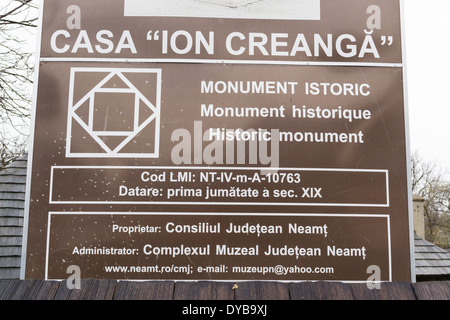 CASA “ION CREANGĂ”
MONUMENT ISTORIC
Monument historique
Historic monument
Cod LMI: NT-IV-m-A-10763
Datare: prima jumătate a sec. XIX
Proprietar: Consiliul Județean Neamț
Administrator: Complexul Muzeal Județean Neamț
www.neamt.ro/cmj; e-mail: muzeupn@yahoo.com
alamy